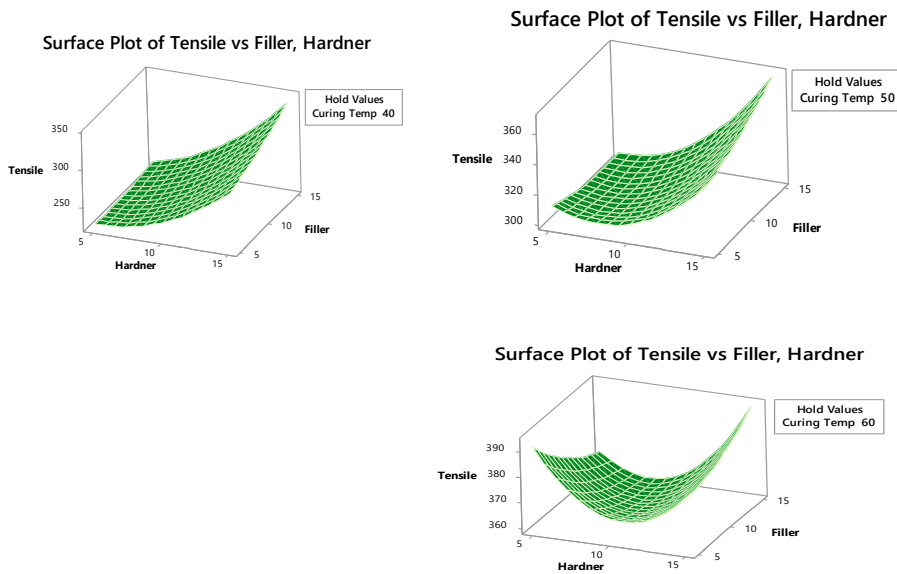 Surface Plot of Tensile vs Filler, Hardner
Hold Values
Curing Temp 40
350
300
250
Tensile
5
10
15
Hardner
5
10
15
Filler
Surface Plot of Tensile vs Filler, Hardner
Hold Values
Curing Temp 50
360
340
320
300
Tensile
5
10
15
Hardner
5
10
15
Filler
Surface Plot of Tensile vs Filler, Hardner
Hold Values
Curing Temp 60
390
380
370
360
Tensile
5
10
15
Hardner
5
10
15
Filler